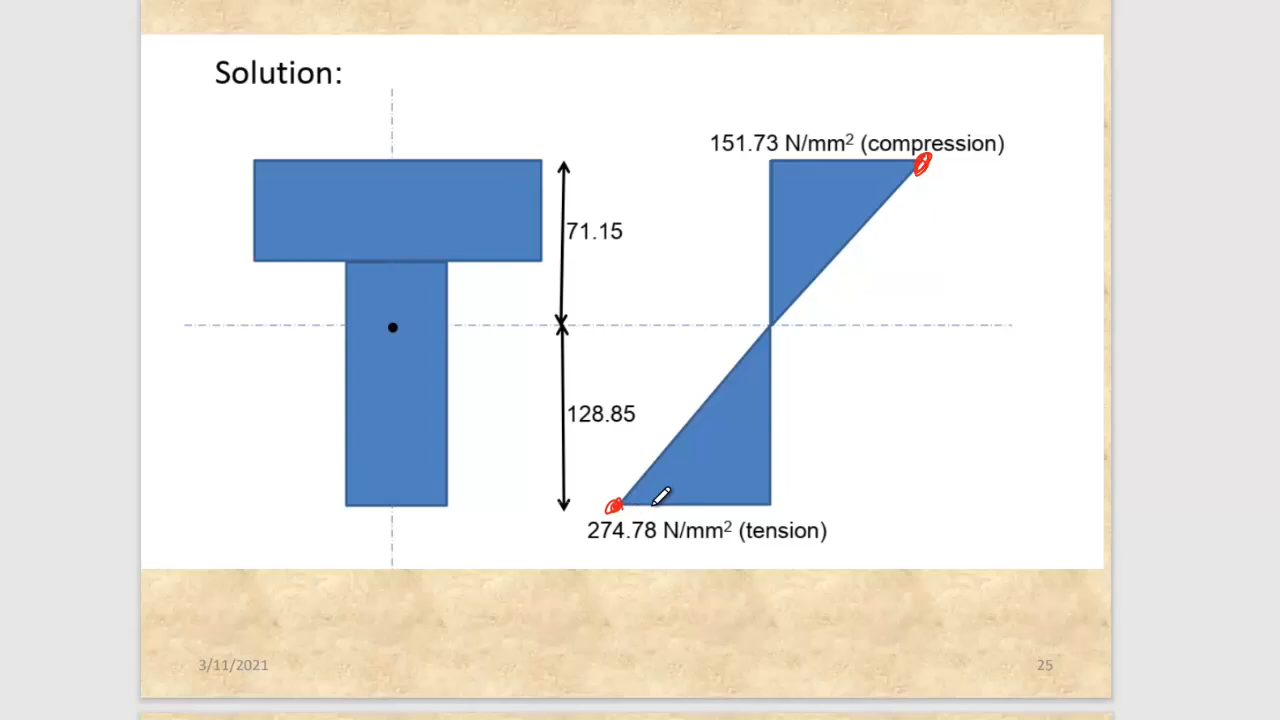 Solution:
151.73 N/mm² (compression)
71.15
128.85
274.78 N/mm² (tension)
3/11/2021
25